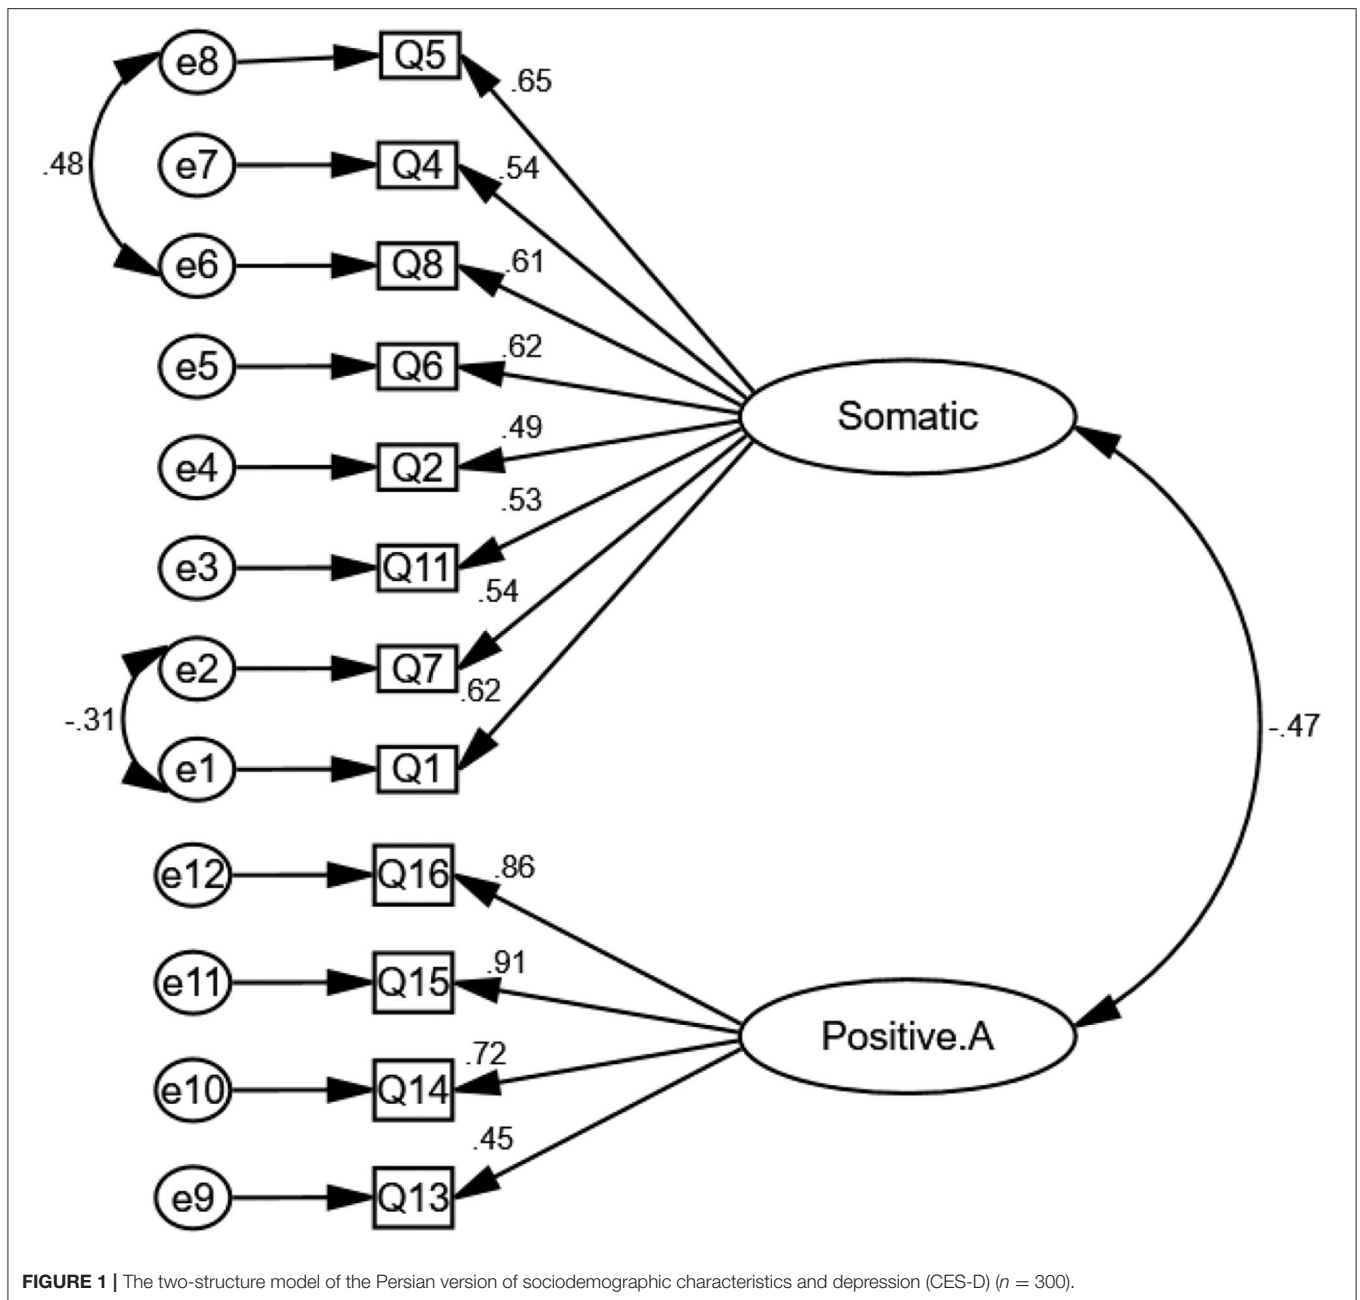 e8 Q5 .65
.48 e7 Q4 .54
e6 Q8 .61
e5 Q6 .62
Somatic
e4 Q2 .49
e3 Q11 .53
e2 Q7 .54
-.31
e1 Q1 .62
-.47
e12 Q16 .86
e11 Q15 .91
Positive.A
e10 Q14 .72
e9 Q13 .45
FIGURE 1 | The two-structure model of the Persian version of sociodemographic characteristics and depression (CES-D) (n = 300).